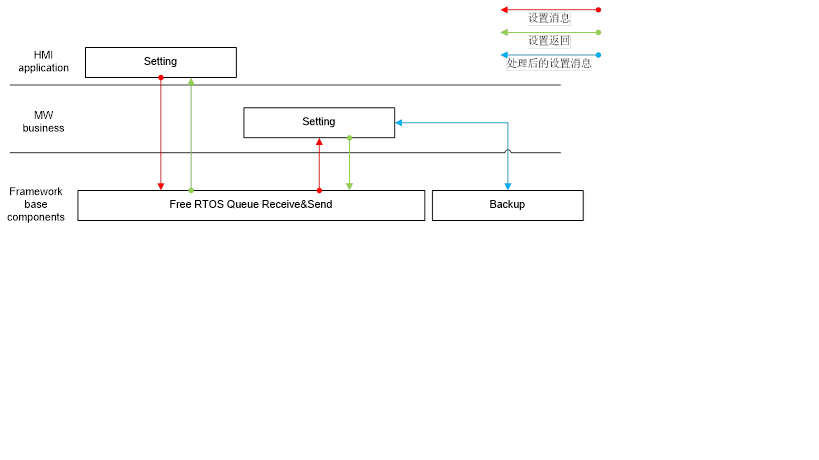 设置消息
设置返回
处理后的设置消息
HMI
application
Setting
MW
business
Setting
Framework
base
components
Free RTOS Queue Receive&Send
Backup